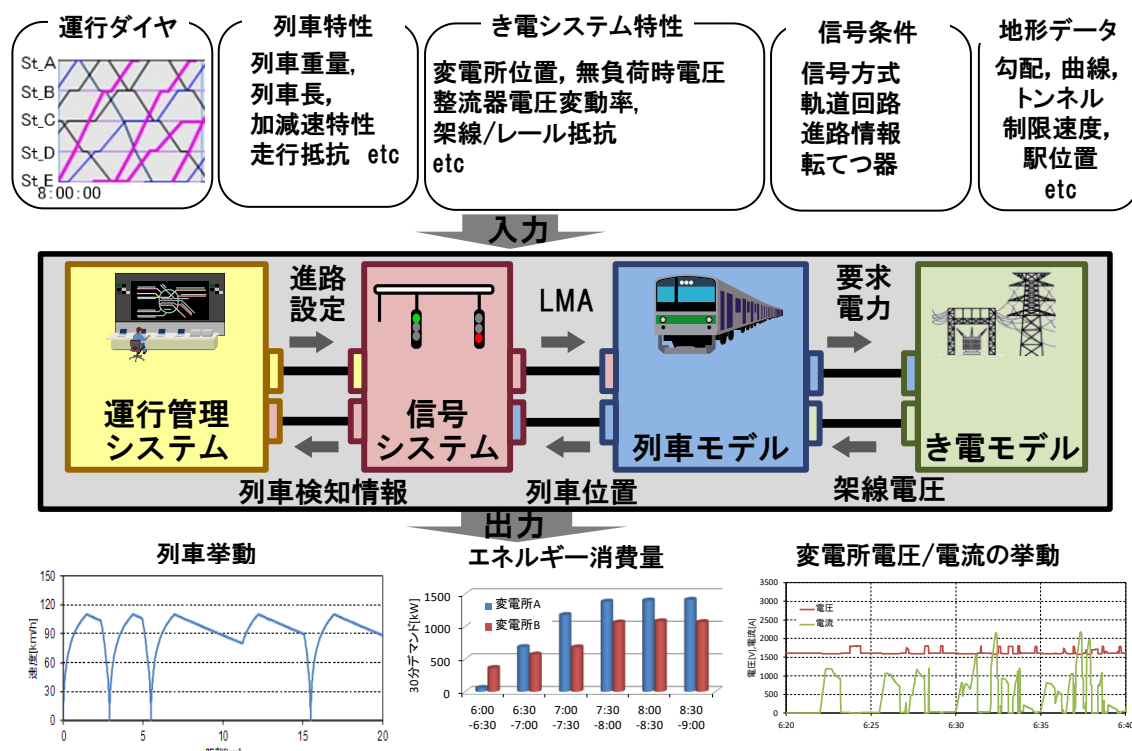 運行ダイヤ
St_A
St_B
St_C
St_D
St_E
8:00:00
列車特性
列車重量,
列車長,
加減速特性
走行抵抗 etc
き電システム特性
変電所位置, 無負荷時電圧
整流器電圧変動率,
架線/レール抵抗
etc
信号条件
信号方式
軌道回路
進路情報
転てつ器
地形データ
勾配, 曲線,
トンネル
制限速度,
駅位置
etc
入力
進路
設定
LMA
要求
電力
運行管理
システム
信号
システム
列車モデル
き電モデル
列車検知情報
列車位置
架線電圧
出力
列車挙動
速度[km/h]
150
120
90
60
30
0
0
5
10
15
20
エネルギー消費量
30分デマンド[kW]
1500
1000
500
0
変電所A
変電所B
6:00
-6:30
6:30
-7:00
7:00
-7:30
7:30
-8:00
8:00
-8:30
8:30
-9:00
変電所電圧/電流の挙動
電圧[V],電流[A]
3500
3000
2500
2000
1500
1000
500
0
電圧
電流
6:20
6:25
6:30
6:35
6:40